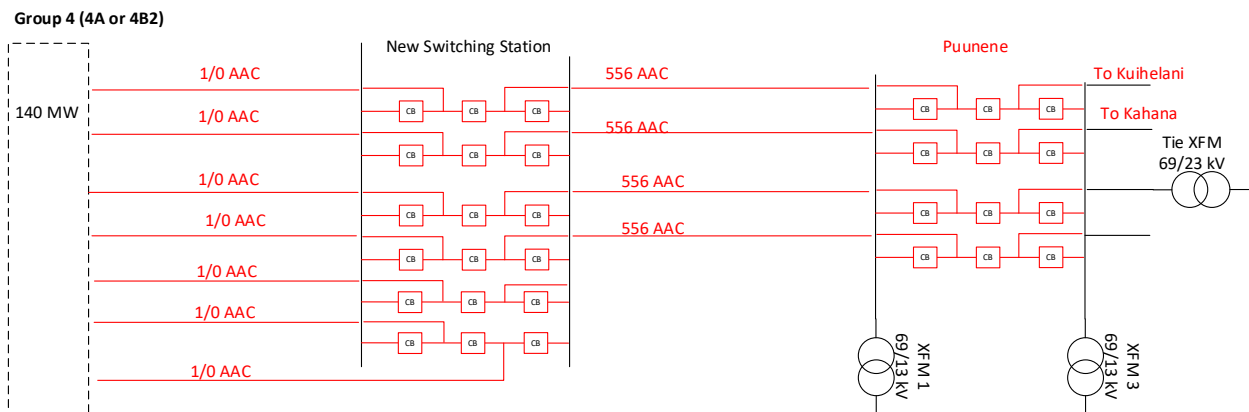 Group 4 (4A or 4B2)
New Switching Station
Puunene
140 MW
1/0 AAC
1/0 AAC
1/0 AAC
1/0 AAC
1/0 AAC
1/0 AAC
1/0 AAC
CB CB CB
CB CB CB
CB CB CB
CB CB CB
CB CB CB
CB CB CB
556 AAC
556 AAC
556 AAC
556 AAC
CB CB CB
CB CB CB
CB CB CB
CB CB CB
To Kuihelani
To Kahana
Tie XFM
69/23 kV
XFM 1
69/13 kV
XFM 3
69/13 kV